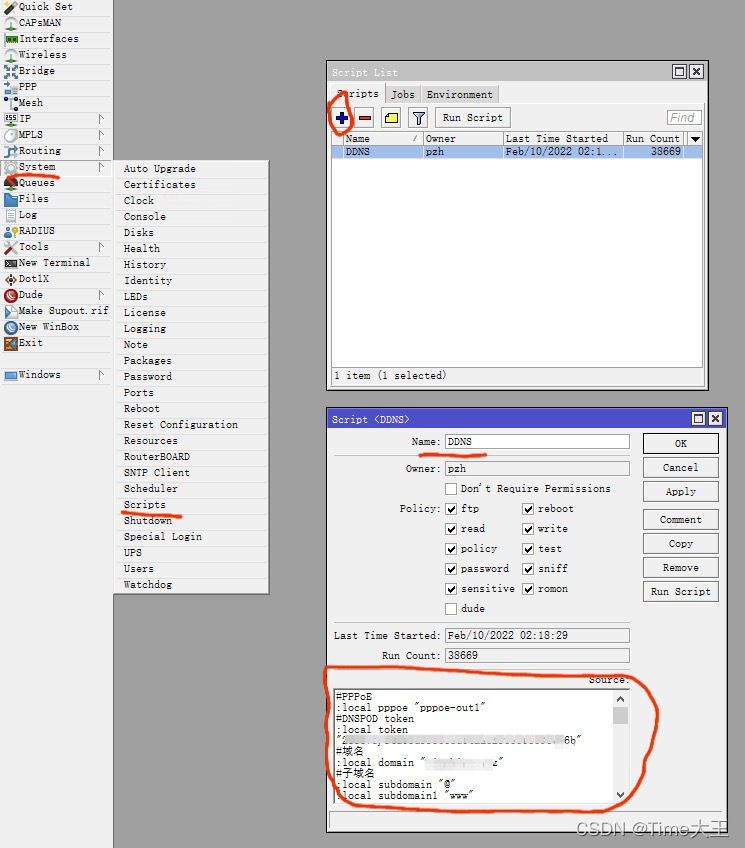 Quick Set
CAPsMAN
Interfaces
Wireless
Bridge
PPP
Mesh
IP
MPLS
Routing
System
Queues
Files
Log
RADIUS
Tools
New Terminal
Dot1X
Dude
Make Supout.rif
New WinBox
Exit
Windows
Auto Upgrade
Certificates
Clock
Console
Disks
Health
History
Identity
LEDs
License
Logging
Note
Packages
Password
Ports
Reboot
Reset Configuration
Resources
RouterBOARD
SNTP Client
Scheduler
Scripts
Shutdown
Special Login
UPS
Users
Watchdog
Script List
Scripts Jobs Environment
Run Script Find
Name Owner Last Time Started Run Count
DDNS pzh Feb/10/2022 02:1... 38669
1 item (1 selected)
Script <DDNS>
Name: DDNS OK
Owner: pzh Cancel
Don't Require Permissions Apply
Policy: ftp reboot Comment
read write Copy
policy test Remove
password sniff Run Script
sensitive romon
dude
Last Time Started: Feb/10/2022 02:18:29
Run Count: 38669
Source:
#PPPoE
:local pppoe "pppoe-out1"
#DNSPOD token
:local token
6b"
#域名
:local domain "
#子域名
:local subdomain "@"
:local subdomain1 "www"
CSDN @Time大王